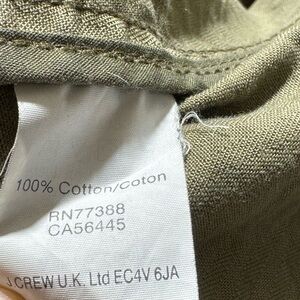 100% Cotton/Coton
RN77388
CA56445
J CREW U.K. Ltd EC4V 6JA